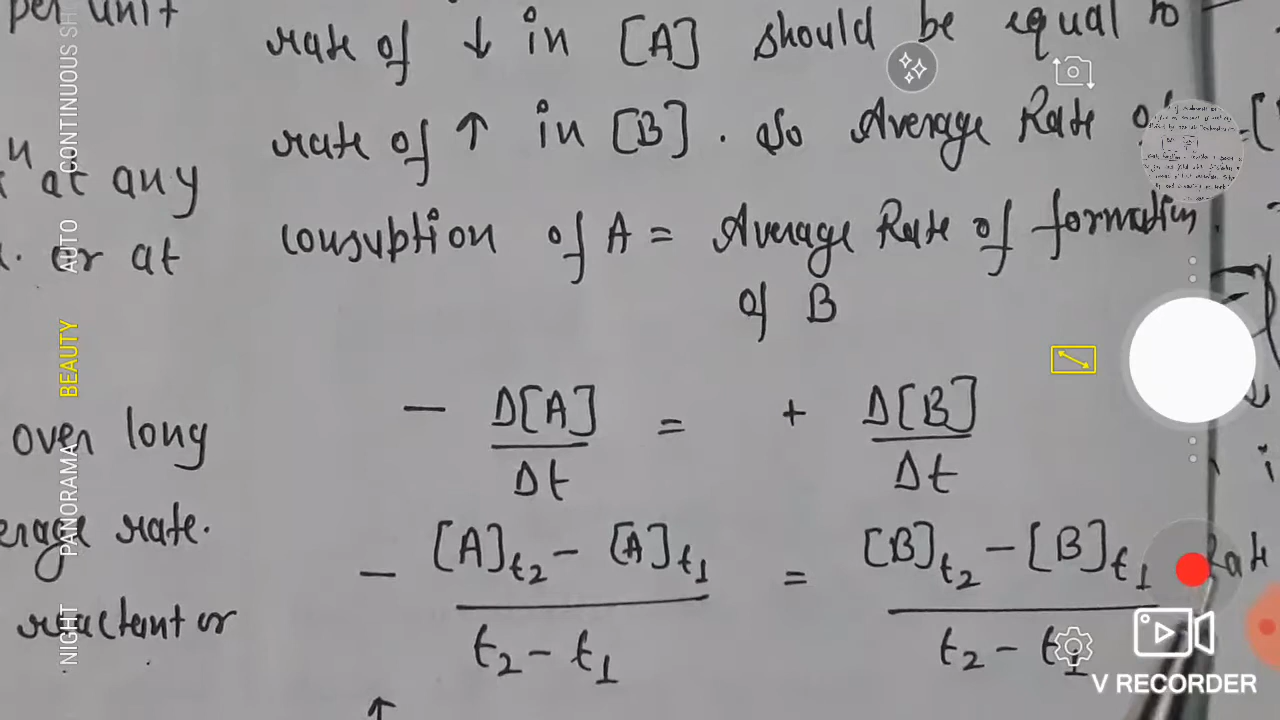 per unit
rate of ↓ in [A] should be equal to
rate of ↑ in [B]. so Average Rate of
at any
consuption of A = Average Rate of formation
or at
of B
- Δ[A] / Δt = + Δ[B] / Δt
over long
erage rate.
- [A]t2 - [A]t1 / t2 - t1 = [B]t2 - [B]t1 / t2 - t1
Rate
reactant or
↑
NIGHT PANORAMA BEAUTY AUTO CONTINUOUS SH
V RECORDER